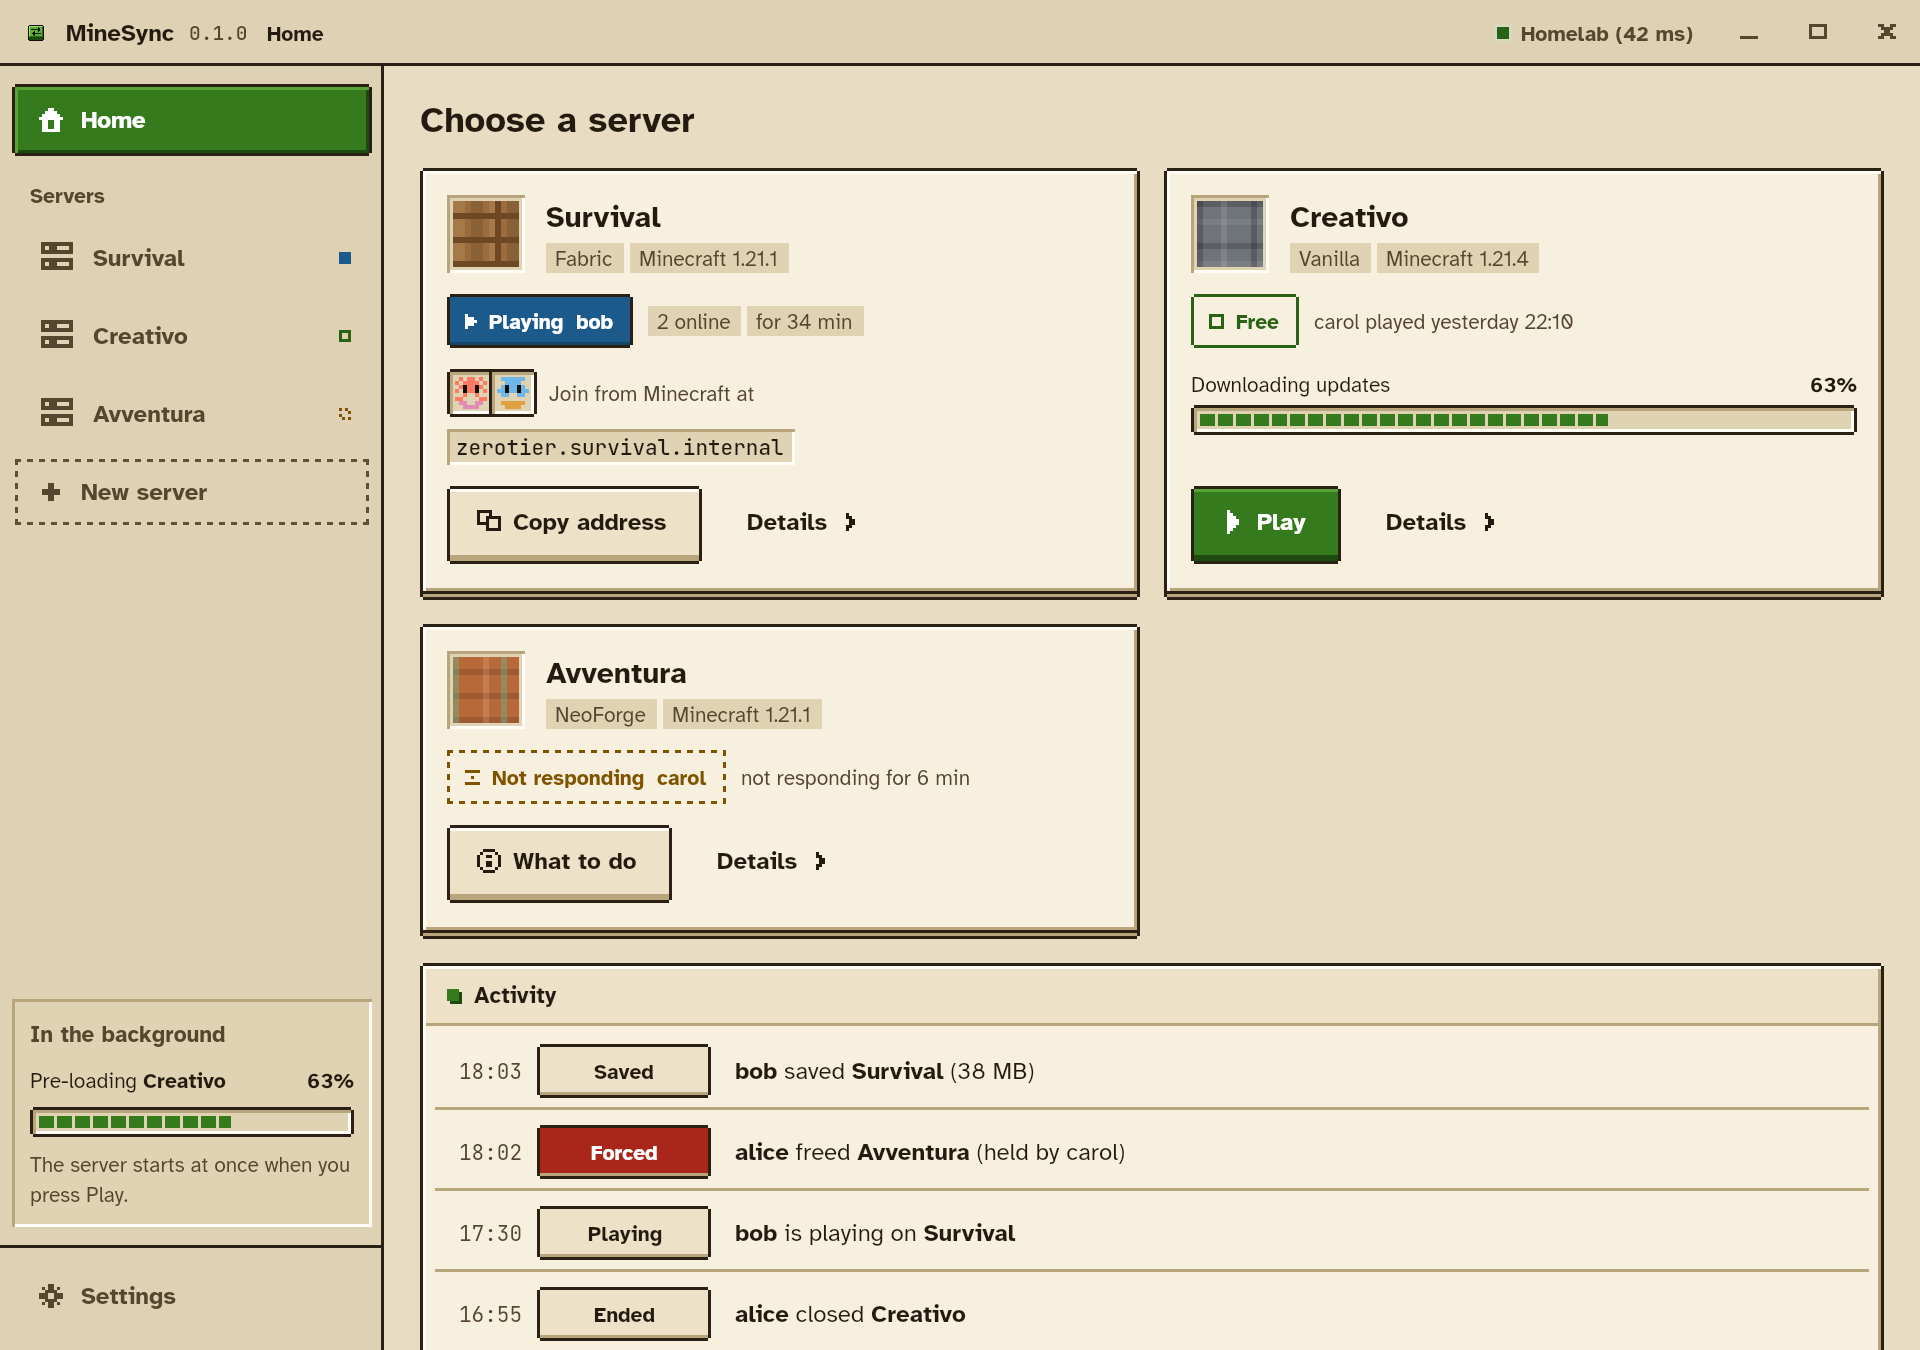 MineSync 0.1.0 Home
Homelab (42 ms)
Home
Servers
Survival
Creativo
Avventura
New server
In the background
Pre-loading Creativo 63%
The server starts at once when you
press Play.
Settings
Choose a server
Survival
Fabric Minecraft 1.21.1
Playing bob 2 online for 34 min
Join from Minecraft at
zerotier.survival.internal
Copy address Details
Creativo
Vanilla Minecraft 1.21.4
Free carol played yesterday 22:10
Downloading updates 63%
Play Details
Avventura
NeoForge Minecraft 1.21.1
Not responding carol not responding for 6 min
What to do Details
Activity
18:03 Saved bob saved Survival (38 MB)
18:02 Forced alice freed Avventura (held by carol)
17:30 Playing bob is playing on Survival
16:55 Ended alice closed Creativo